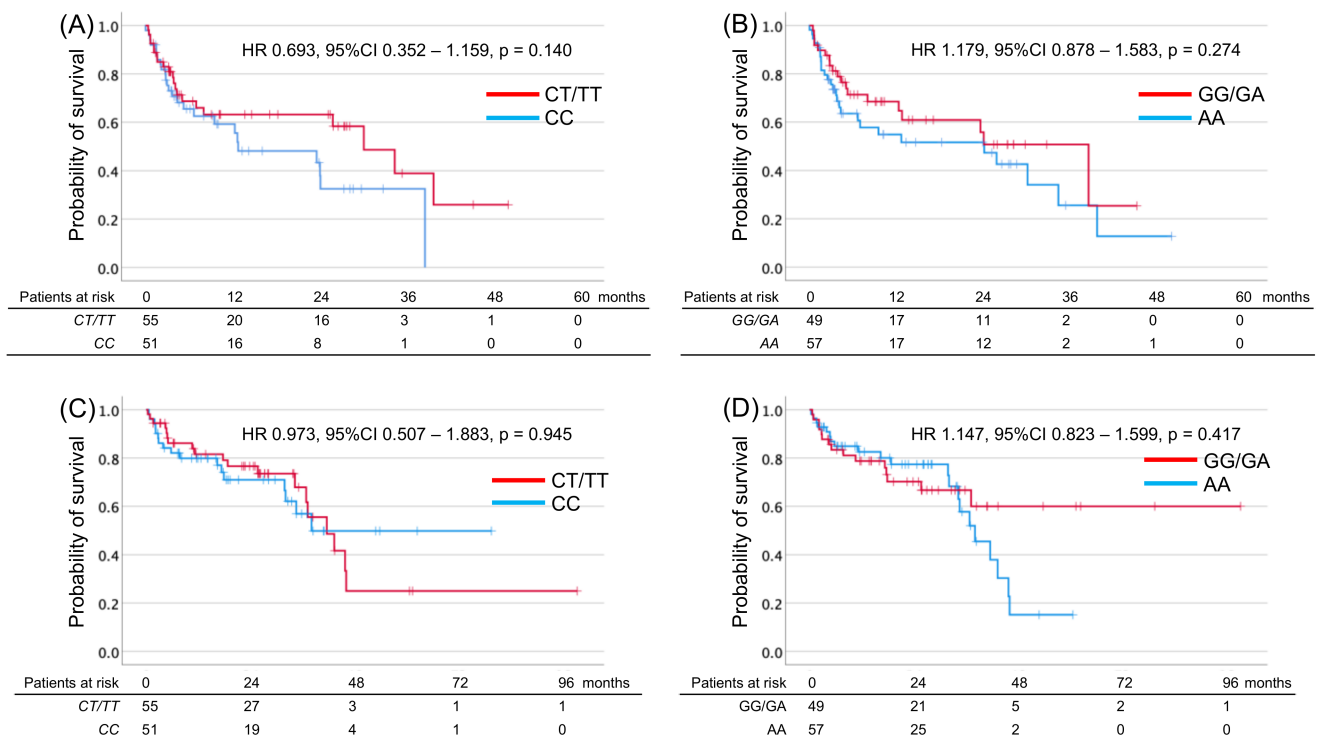 (A)
Probability of survival
1.0
0.8
0.6
0.4
0.2
0.0
HR 0.693, 95%CI 0.352 – 1.159, p = 0.140
CT/TT
CC
Patients at risk 0 12 24 36 48 60 months
CT/TT 55 20 16 3 1 0
CC 51 16 8 1 0 0
(B)
Probability of survival
1.0
0.8
0.6
0.4
0.2
0.0
HR 1.179, 95%CI 0.878 – 1.583, p = 0.274
GG/GA
AA
Patients at risk 0 12 24 36 48 60 months
GG/GA 49 17 11 2 0 0
AA 57 17 12 2 1 0
(C)
Probability of survival
1.0
0.8
0.6
0.4
0.2
0.0
HR 0.973, 95%CI 0.507 – 1.883, p = 0.945
CT/TT
CC
Patients at risk 0 24 48 72 96 months
CT/TT 55 27 3 1 1
CC 51 19 4 1 0
(D)
Probability of survival
1.0
0.8
0.6
0.4
0.2
0.0
HR 1.147, 95%CI 0.823 – 1.599, p = 0.417
GG/GA
AA
Patients at risk 0 24 48 72 96 months
GG/GA 49 21 5 2 1
AA 57 25 2 0 0